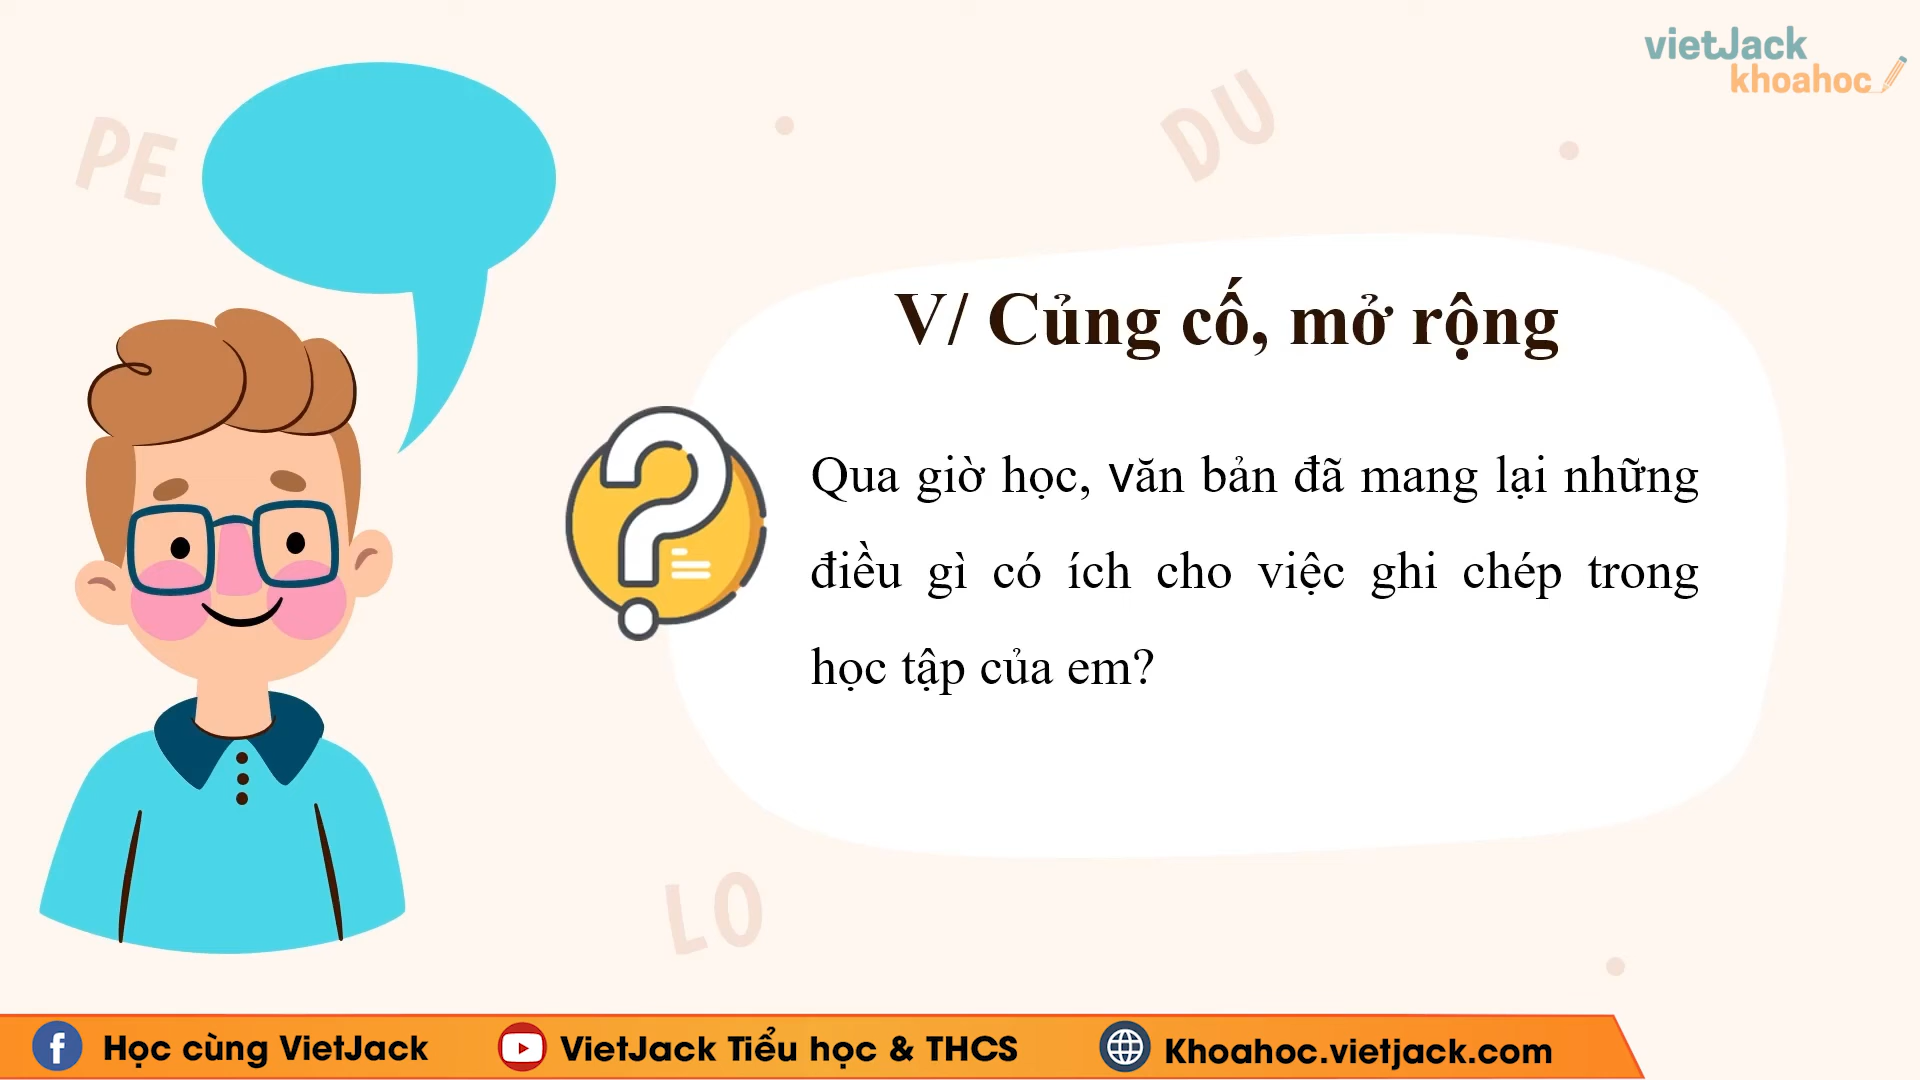 vietJack
khoahoc
PE
DU
V/ Củng cố, mở rộng
Qua giờ học, văn bản đã mang lại những
điều gì có ích cho việc ghi chép trong
học tập của em?
LO
Học cùng VietJack
VietJack Tiểu học & THCS
Khoahoc.vietjack.com